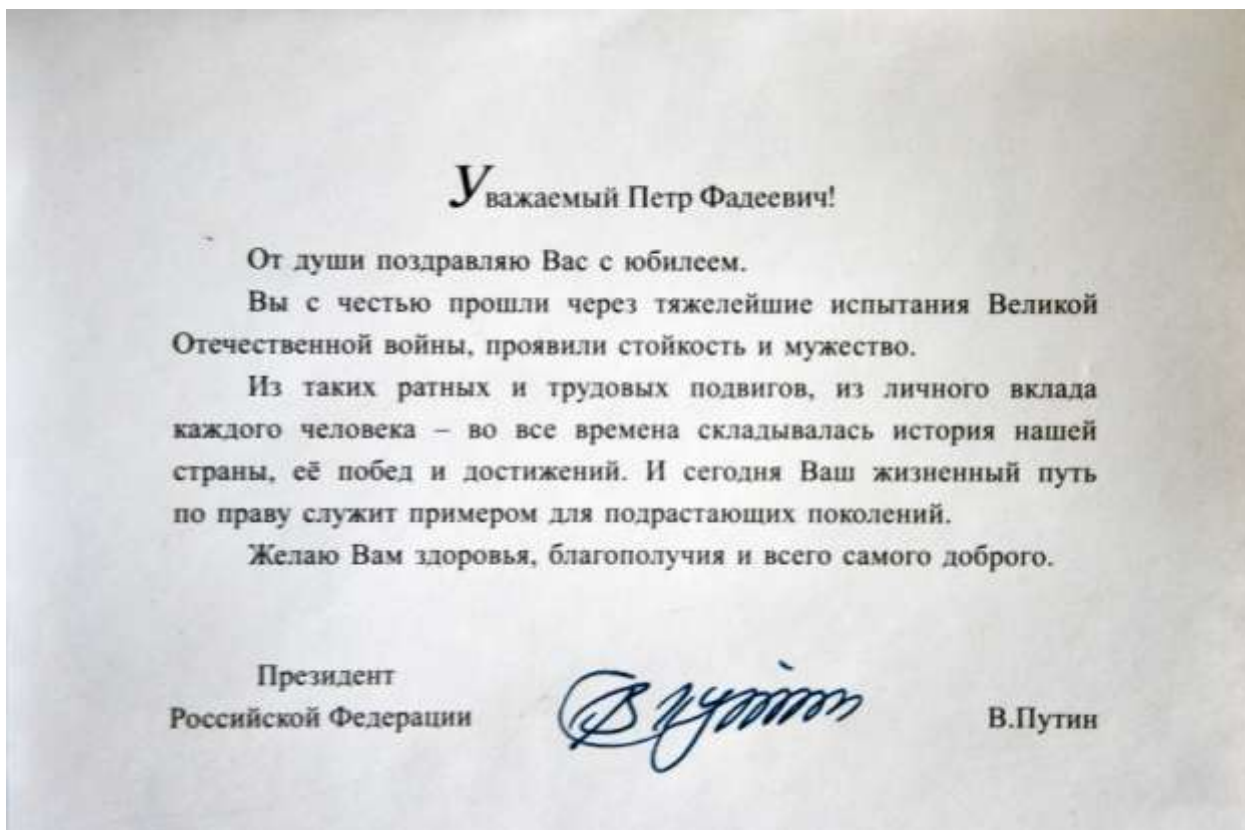 Уважаемый Петр Фадеевич!
От души поздравляю Вас с юбилеем.
Вы с честью прошли через тяжелейшие испытания Великой
Отечественной войны, проявили стойкость и мужество.
Из таких ратных и трудовых подвигов, из личного вклада
каждого человека – во все времена складывалась история нашей
страны, её побед и достижений. И сегодня Ваш жизненный путь
по праву служит примером для подрастающих поколений.
Желаю Вам здоровья, благополучия и всего самого доброго.
Президент
Российской Федерации
В Путин
В.Путин